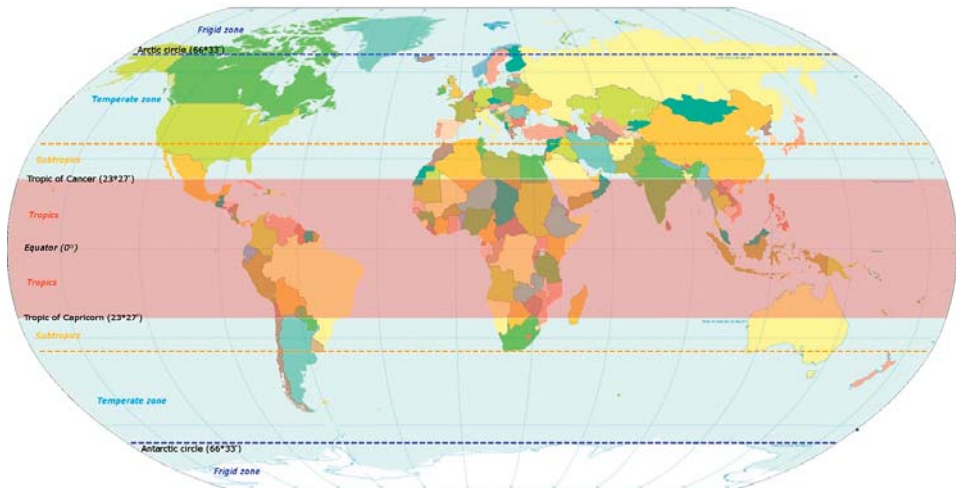 Frigid zone
Arctic circle (66°33')
Temperate zone
Subtropics
Tropic of Cancer (23°27')
Tropics
Equator (0°)
Tropics
Tropic of Capricorn (23°27')
Subtropics
Temperate zone
Antarctic circle (66°33')
Frigid zone